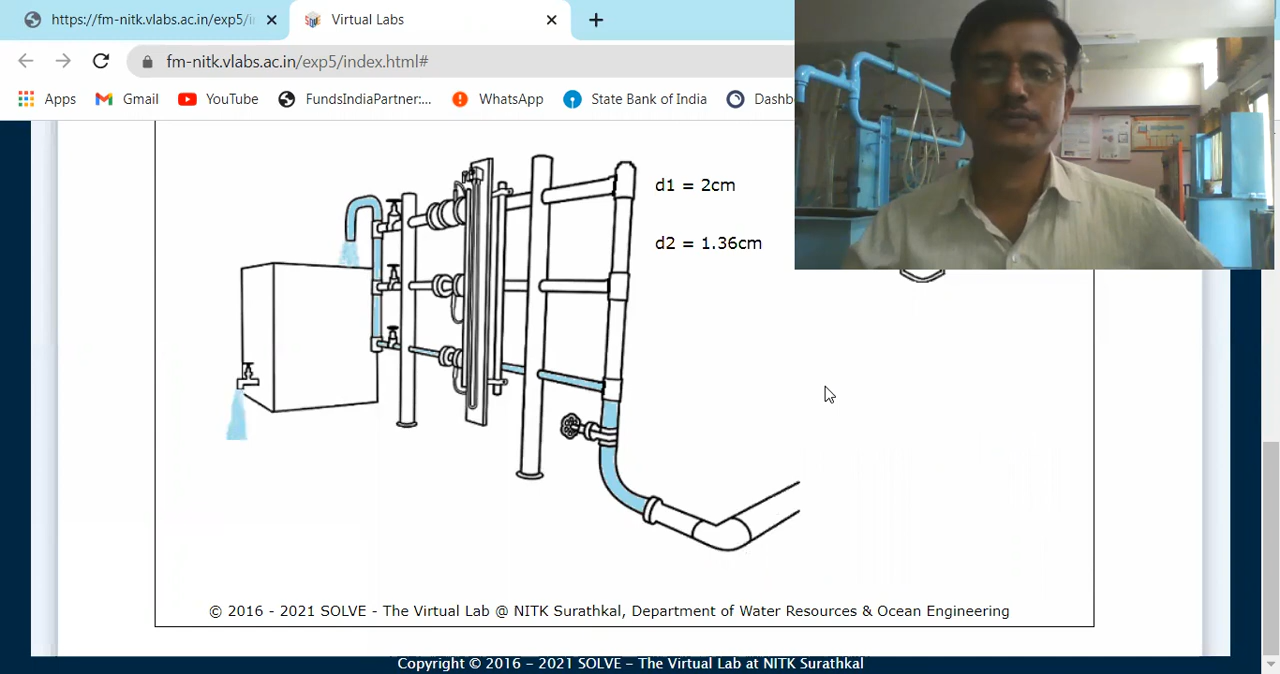 https://fm-nitk.vlabs.ac.in/exp5/i
Virtual Labs
fm-nitk.vlabs.ac.in/exp5/index.html#
Apps Gmail YouTube FundsIndiaPartner:... WhatsApp State Bank of India Dashb
d1 = 2cm
d2 = 1.36cm
© 2016 - 2021 SOLVE - The Virtual Lab @ NITK Surathkal, Department of Water Resources & Ocean Engineering
Copyright © 2016 – 2021 SOLVE – The Virtual Lab at NITK Surathkal